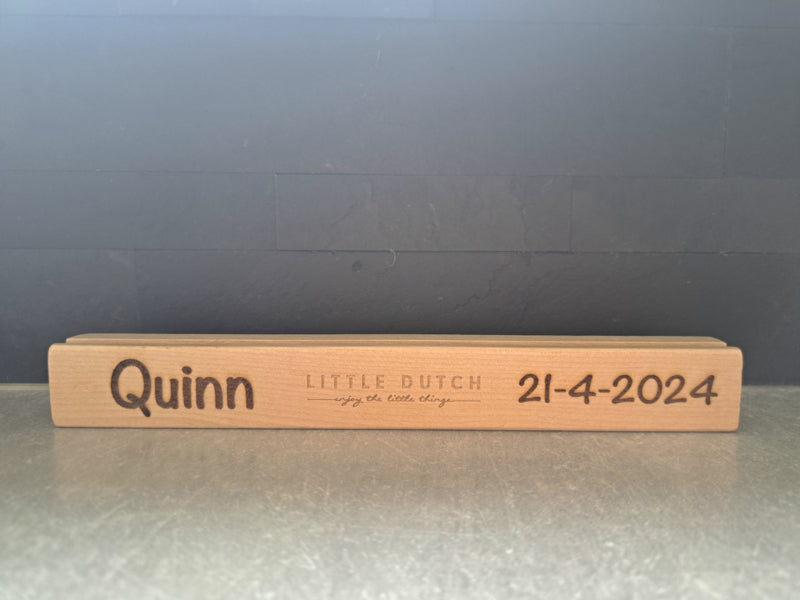 Quinn
LITTLE DUTCH
enjoy the little things
21-4-2024